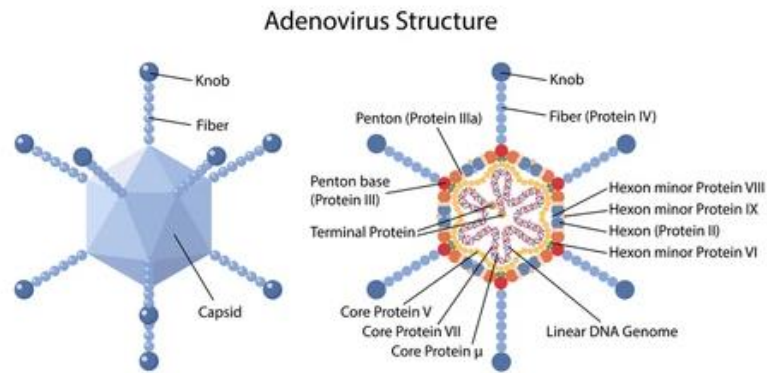 Adenovirus Structure
Knob
Fiber
Capsid
Knob
Fiber (Protein IV)
Penton (Protein IIIa)
Penton base
(Protein III)
Terminal Protein
Hexon minor Protein VIII
Hexon minor Protein IX
Hexon (Protein II)
Hexon minor Protein VI
Core Protein V
Core Protein VII
Core Protein µ
Linear DNA Genome